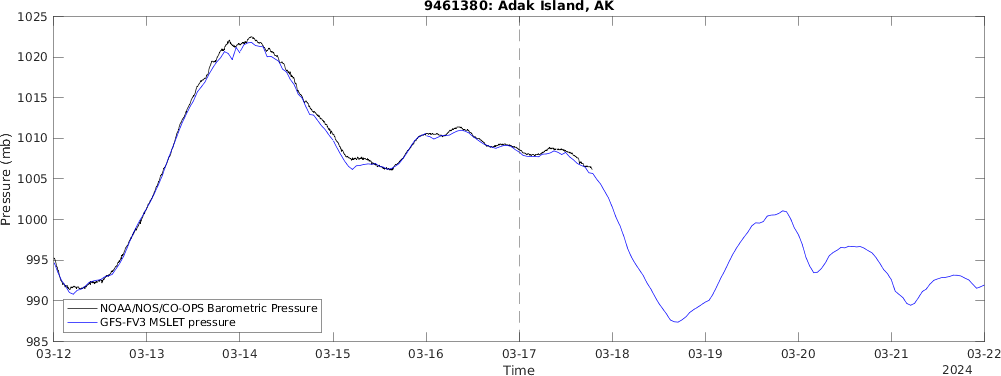 9461380: Adak Island, AK
1025
1020
1015
1010
1005
1000
995
990
985
Pressure (mb)
NOAA/NOS/CO-OPS Barometric Pressure
GFS-FV3 MSLET pressure
03-12 03-13 03-14 03-15 03-16 03-17 03-18 03-19 03-20 03-21 03-22
Time
2024